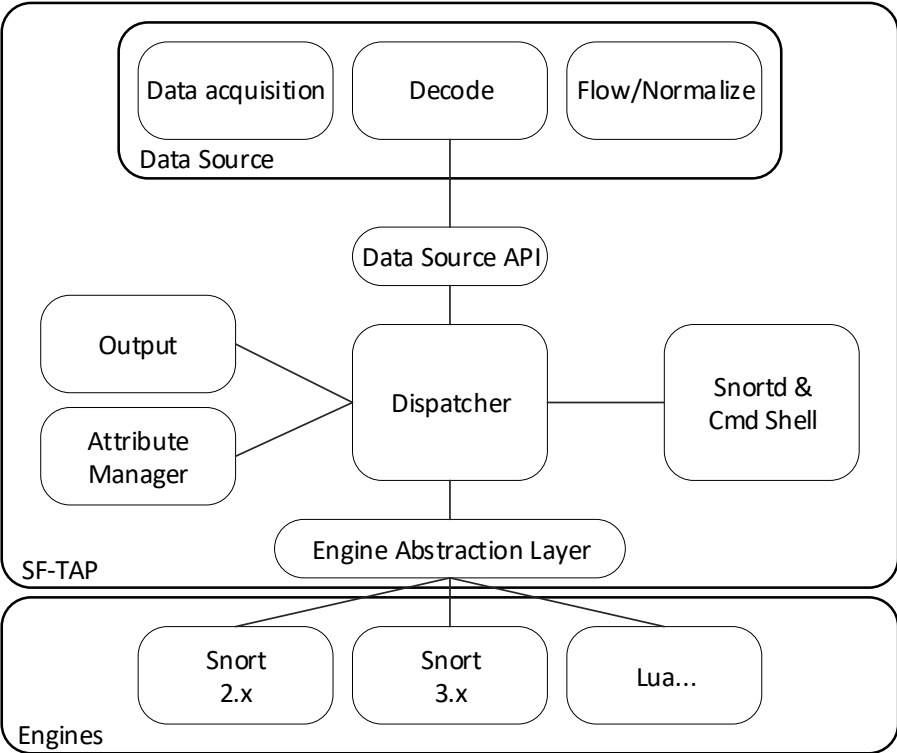 Data acquisition
Decode
Flow/Normalize
Data Source
Data Source API
Output
Dispatcher
Snortd &
Cmd Shell
Attribute
Manager
Engine Abstraction Layer
SF-TAP
Snort
2.x
Snort
3.x
Lua...
Engines